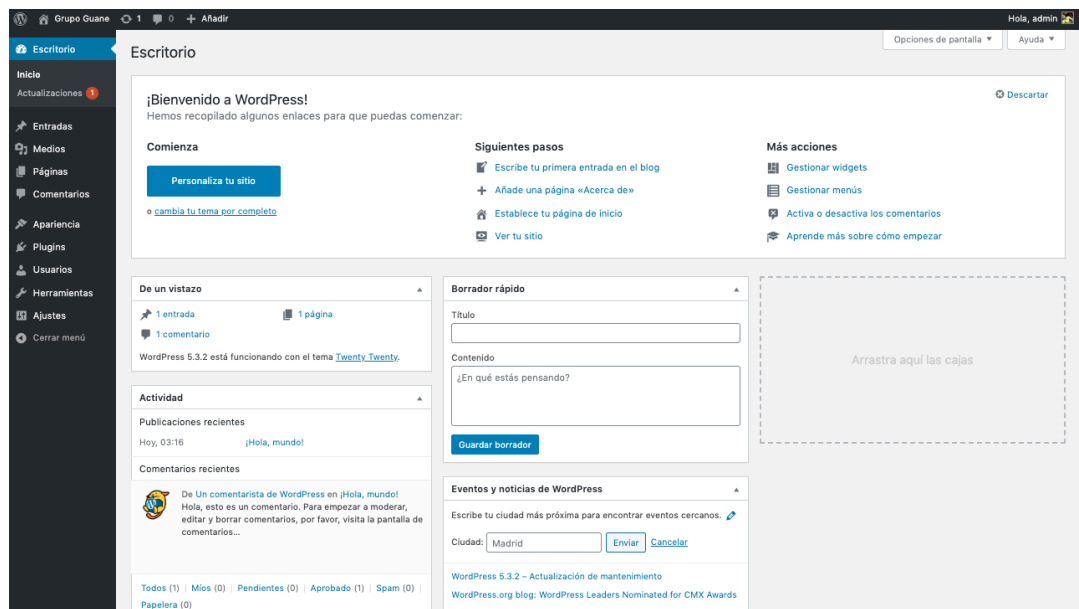 Grupo Guane 1 0 Añadir Hola, admin
Escritorio
Inicio
Actualizaciones 1
Entradas
Medios
Páginas
Comentarios
Apariencia
Plugins
Usuarios
Herramientas
Ajustes
Cerrar menú
Opciones de pantalla Ayuda
Escritorio
¡Bienvenido a WordPress!
Descartar
Hemos recopilado algunos enlaces para que puedas comenzar:
Comienza
Personaliza tu sitio
o cambia tu tema por completo
Siguientes pasos
Escribe tu primera entrada en el blog
Añade una página «Acerca de»
Establece tu página de inicio
Ver tu sitio
Más acciones
Gestionar widgets
Gestionar menús
Activa o desactiva los comentarios
Aprende más sobre cómo empezar
De un vistazo
1 entrada 1 página
1 comentario
WordPress 5.3.2 está funcionando con el tema Twenty Twenty.
Actividad
Publicaciones recientes
Hoy, 03:16 ¡Hola, mundo!
Comentarios recientes
De Un comentarista de WordPress en ¡Hola, mundo!
Hola, esto es un comentario. Para empezar a moderar,
editar y borrar comentarios, por favor, visita la pantalla de
comentarios...
Todos (1) | Míos (0) | Pendientes (0) | Aprobado (1) | Spam (0) |
Papelera (0)
Borrador rápido
Título
Contenido
¿En qué estás pensando?
Guardar borrador
Eventos y noticias de WordPress
Escribe tu ciudad más próxima para encontrar eventos cercanos.
Ciudad: Madrid Enviar Cancelar
WordPress 5.3.2 – Actualización de mantenimiento
WordPress.org blog: WordPress Leaders Nominated for CMX Awards
Arrastra aquí las cajas